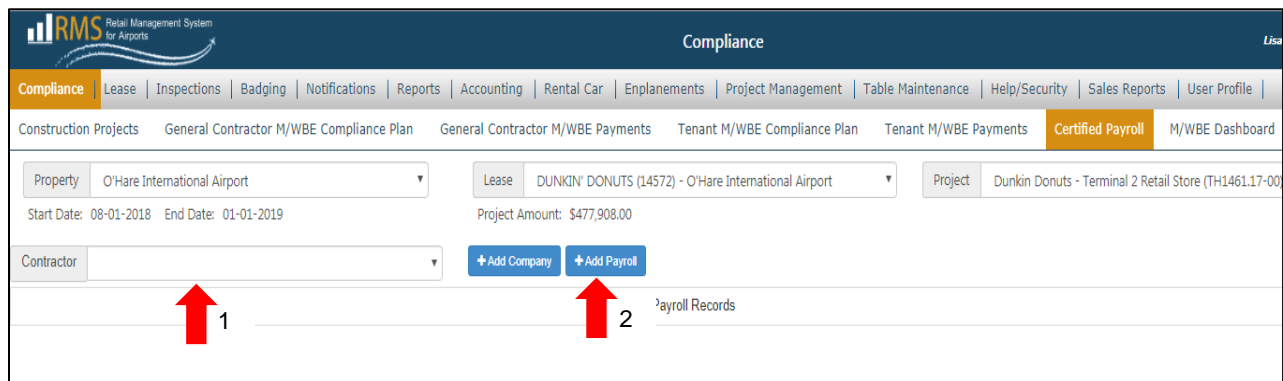 RMS Retail Management System
for Airports
Compliance
Lisa
Compliance | Lease | Inspections | Badging | Notifications | Reports | Accounting | Rental Car | Enplanements | Project Management | Table Maintenance | Help/Security | Sales Reports | User Profile |
Construction Projects General Contractor M/WBE Compliance Plan General Contractor M/WBE Payments Tenant M/WBE Compliance Plan Tenant M/WBE Payments Certified Payroll M/WBE Dashboard
Property O'Hare International Airport Lease DUNKIN' DONUTS (14572) - O'Hare International Airport Project Dunkin Donuts - Terminal 2 Retail Store (TH1461.17-00)
Start Date: 08-01-2018 End Date: 01-01-2019 Project Amount: $477,908.00
Contractor + Add Company + Add Payroll
Payroll Records
1 2